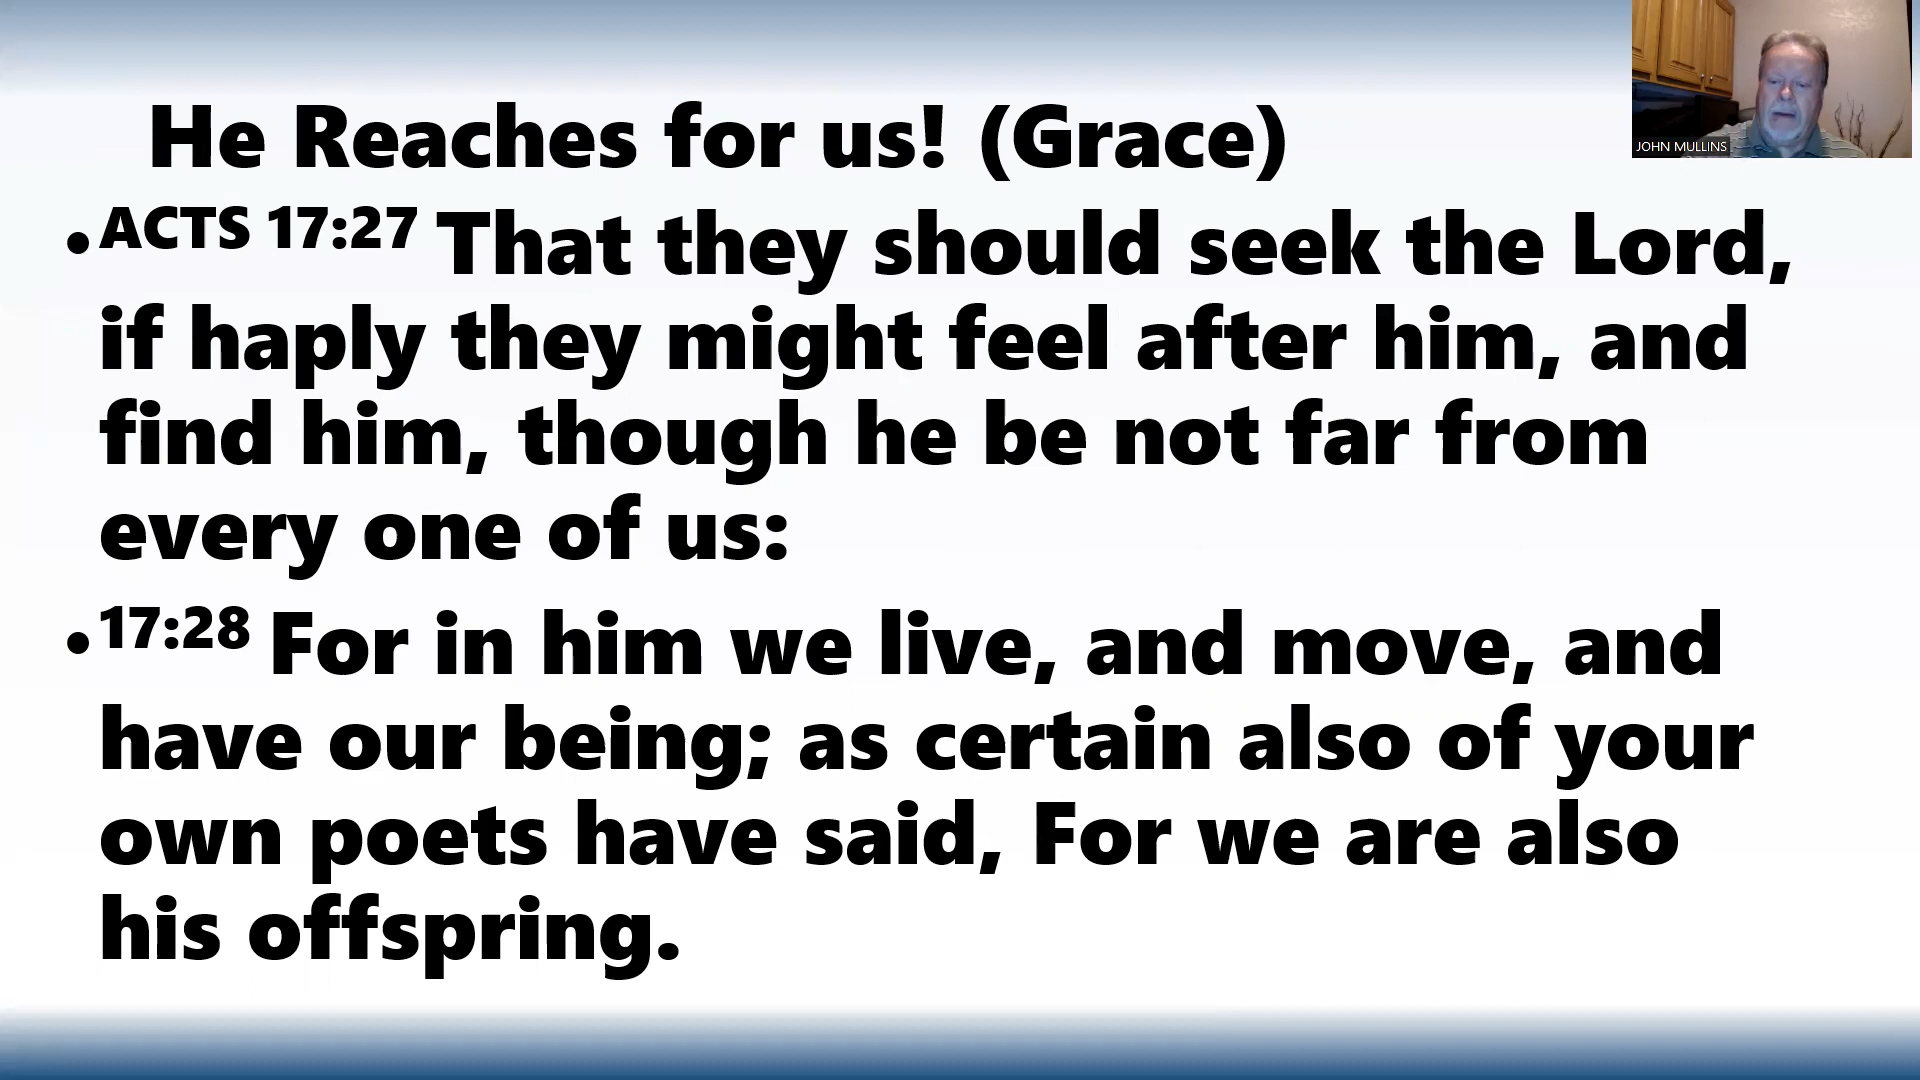 He Reaches for us! (Grace)
JOHN MULLINS
• ACTS 17:27 That they should seek the Lord,
if haply they might feel after him, and
find him, though he be not far from
every one of us:
• 17:28 For in him we live, and move, and
have our being; as certain also of your
own poets have said, For we are also
his offspring.